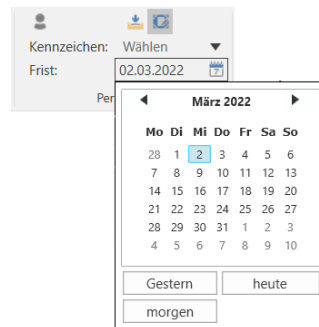 Kennzeichen: Wählen
Frist: 02.03.2022
Per
März 2022
Mo Di Mi Do Fr Sa So
28 1 2 3 4 5 6
7 8 9 10 11 12 13
14 15 16 17 18 19 20
21 22 23 24 25 26 27
28 29 30 31 1 2 3
4 5 6 7 8 9 10
Gestern heute
morgen